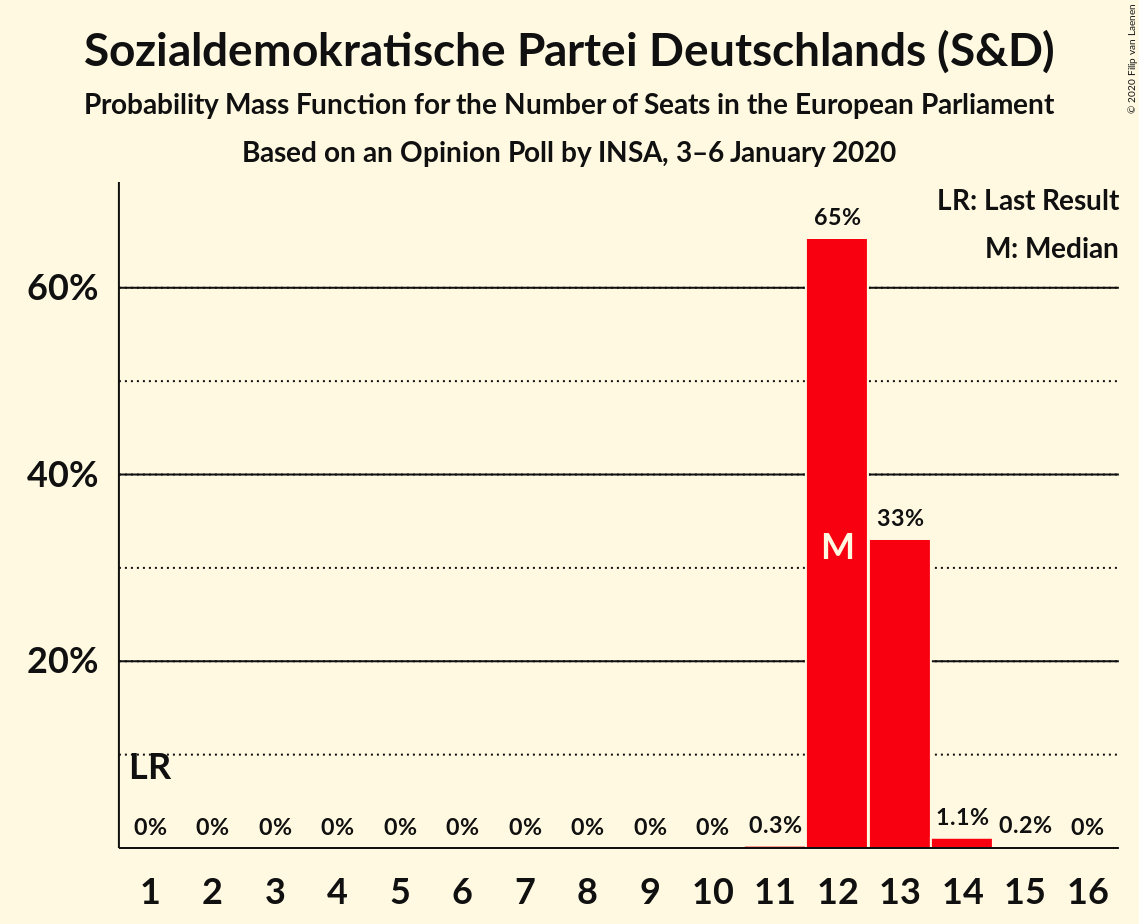 Sozialdemokratische Partei Deutschlands (S&D)
Probability Mass Function for the Number of Seats in the European Parliament
Based on an Opinion Poll by INSA, 3–6 January 2020
© 2020 Filip van Laenen
LR: Last Result
M: Median
65%
60%
33%
40%
M
20%
LR
0% 0% 0% 0% 0% 0% 0% 0% 0% 0% 0.3% 1.1% 0.2% 0%
1 2 3 4 5 6 7 8 9 10 11 12 13 14 15 16